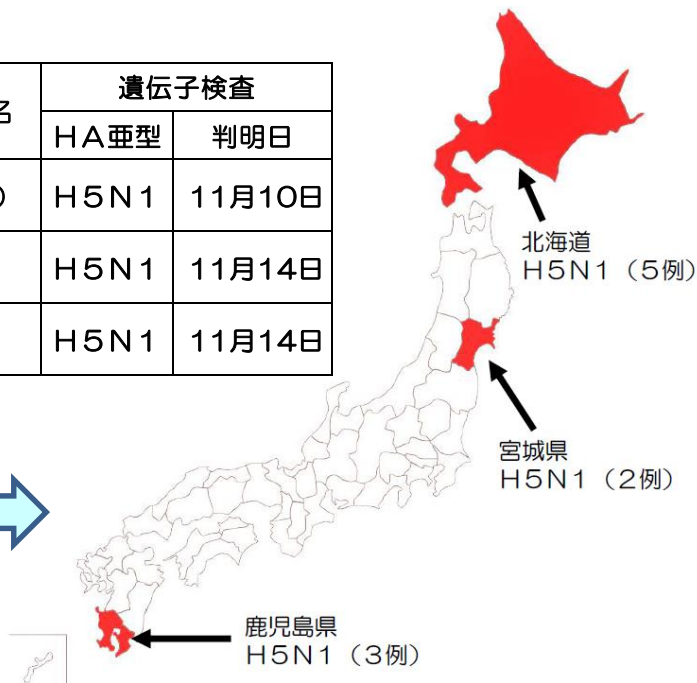 名
遺伝子検査
ＨＡ亜型 判明日
） Ｈ５Ｎ１ 11月10日
Ｈ５Ｎ１ 11月14日
Ｈ５Ｎ１ 11月14日
北海道
Ｈ５Ｎ１（５例）
宮城県
Ｈ５Ｎ１（２例）
鹿児島県
Ｈ５Ｎ１（３例）